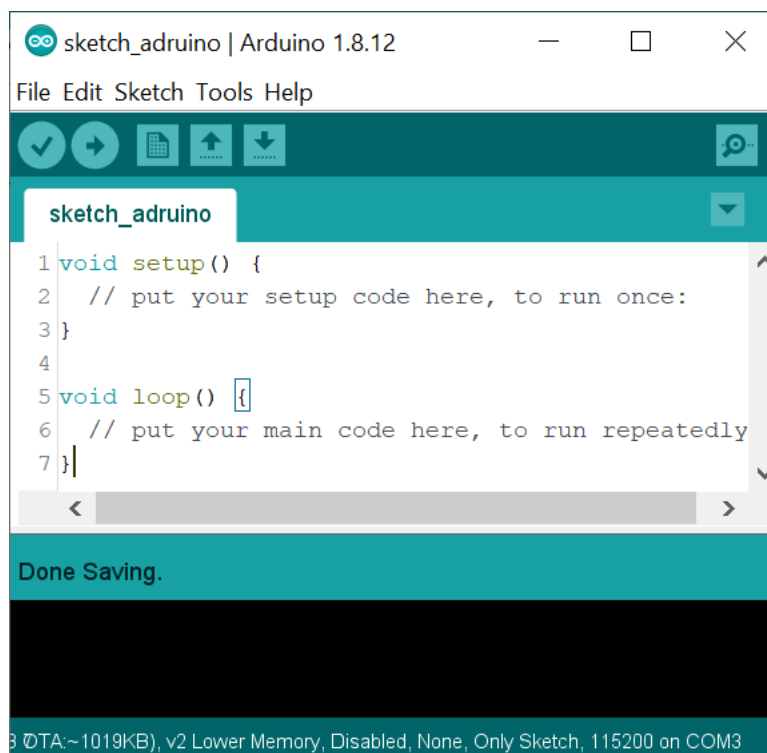 sketch_adruino | Arduino 1.8.12
File Edit Sketch Tools Help
sketch_adruino
1 void setup() {
2 // put your setup code here, to run once:
3 }
4
5 void loop() {
6 // put your main code here, to run repeatedly
7 }
Done Saving.
OTA:~1019KB), v2 Lower Memory, Disabled, None, Only Sketch, 115200 on COM3